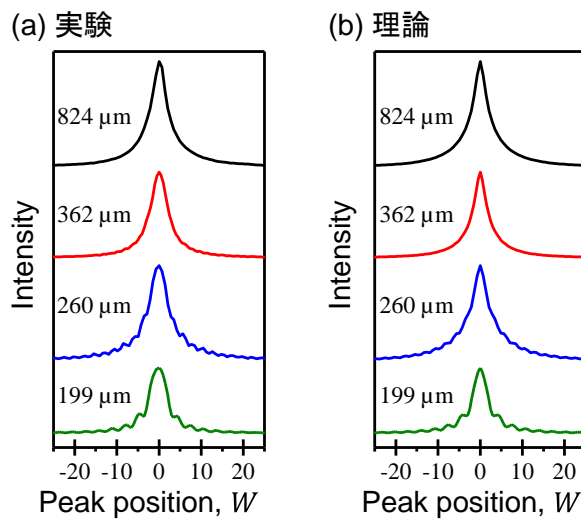 (a) 実験
824 µm
362 µm
260 µm
199 µm
Intensity
-20 -10 0 10 20
Peak position, W
(b) 理論
824 µm
362 µm
260 µm
199 µm
Intensity
-20 -10 0 10 20
Peak position, W